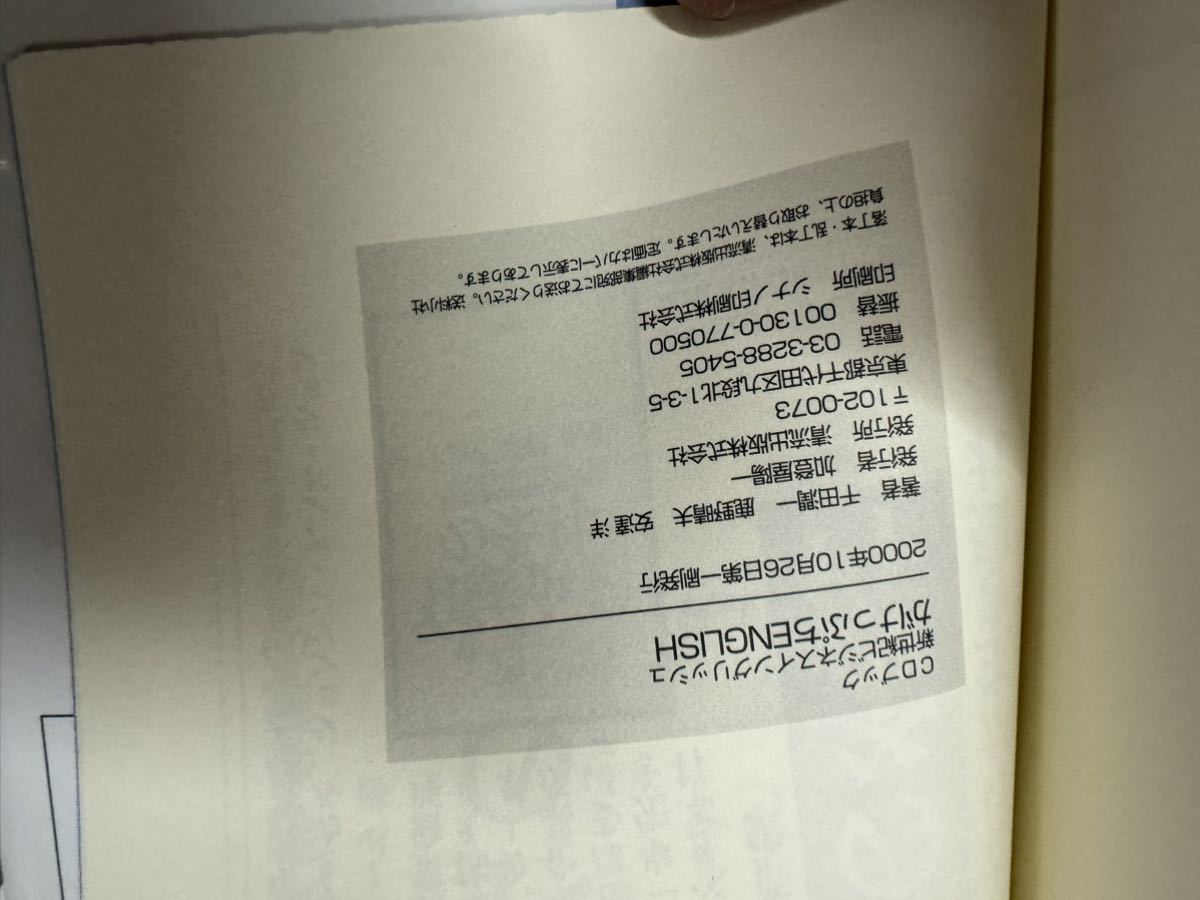 CDブック
新世紀ビジネスイングリッシュ
がけっぷちENGLISH
2000年10月26日第一刷発行
著者　千田潤一　鹿野晴夫　安達洋
発行者　加登屋陽一
発行所　清流出版株式会社
〒102-0073
東京都千代田区九段北1-3-5
電話　03-3288-5405
振替　00130-0-770500
印刷所　シナノ印刷株式会社
落丁本・乱丁本は、清流出版株式会社編集部宛にてお送りください。送料小社
負担の上、お取り替えいたします。定価はカバーに表示してあります。